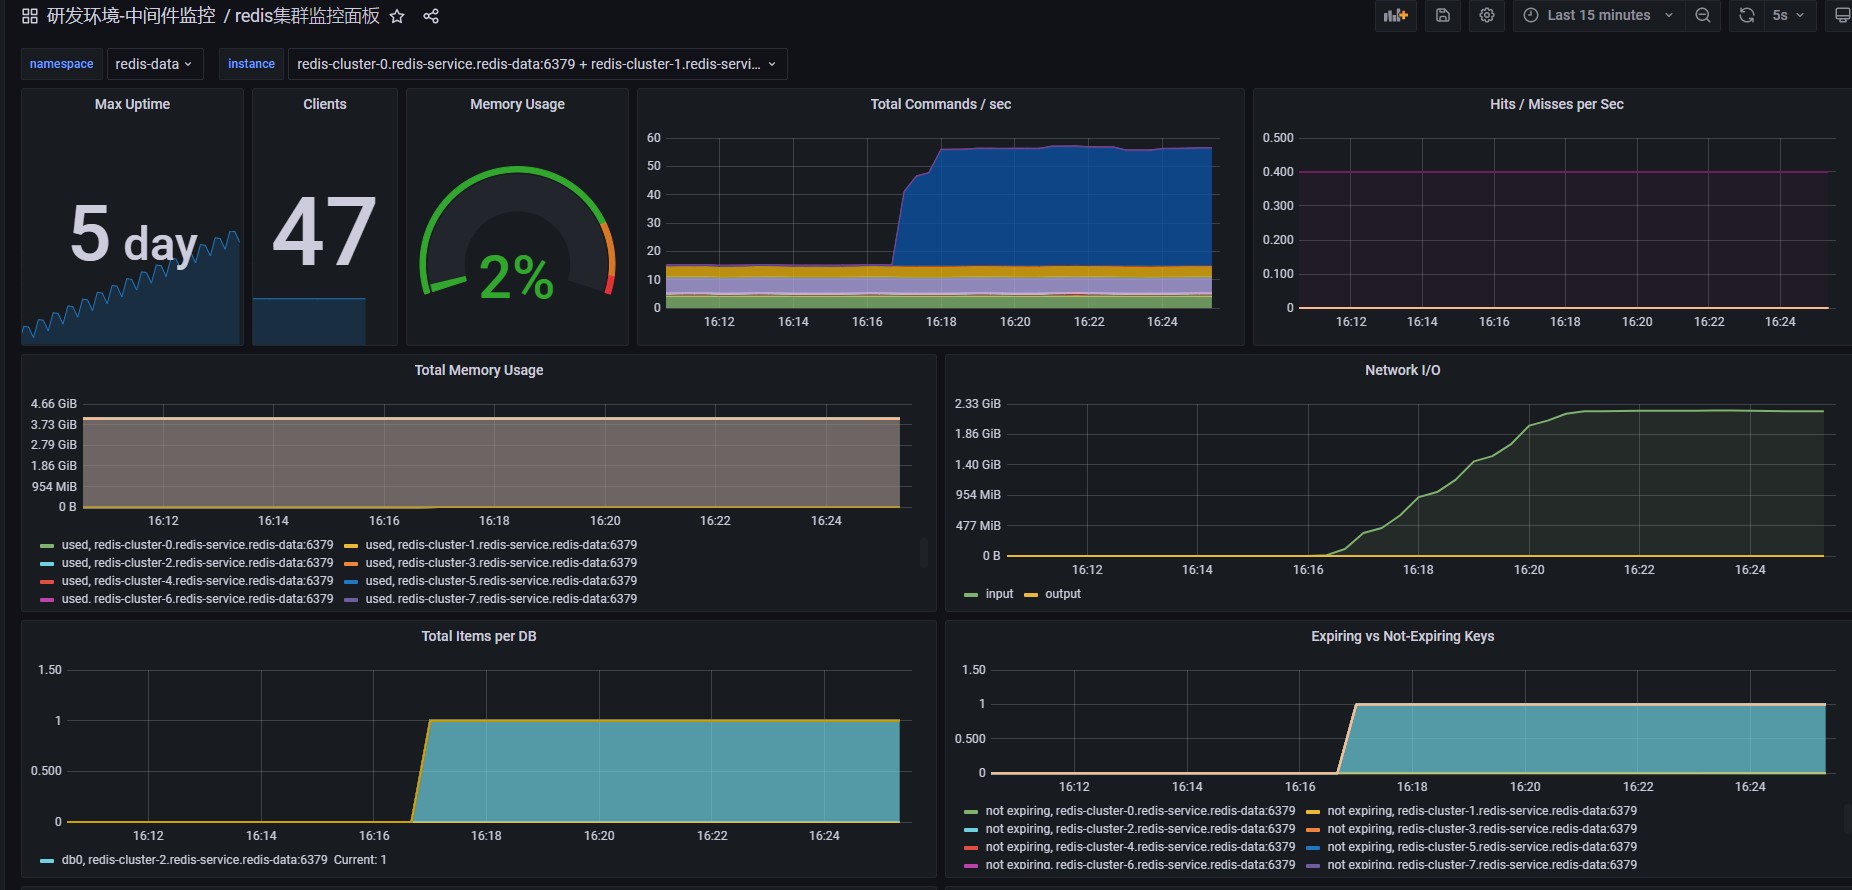 研发环境-中间件监控 / redis集群监控面板
Last 15 minutes
5s
namespace
redis-data
instance
redis-cluster-0.redis-service.redis-data:6379 + redis-cluster-1.redis-servi...
Max Uptime
5 day
Clients
47
Memory Usage
2%
Total Commands / sec
60
50
40
30
20
10
0
16:12 16:14 16:16 16:18 16:20 16:22 16:24
Hits / Misses per Sec
0.500
0.400
0.300
0.200
0.100
0
16:12 16:14 16:16 16:18 16:20 16:22 16:24
Total Memory Usage
4.66 GiB
3.73 GiB
2.79 GiB
1.86 GiB
954 MiB
0 B
16:12 16:14 16:16 16:18 16:20 16:22 16:24
used, redis-cluster-0.redis-service.redis-data:6379 used, redis-cluster-1.redis-service.redis-data:6379
used, redis-cluster-2.redis-service.redis-data:6379 used, redis-cluster-3.redis-service.redis-data:6379
used, redis-cluster-4.redis-service.redis-data:6379 used, redis-cluster-5.redis-service.redis-data:6379
used, redis-cluster-6.redis-service.redis-data:6379 used, redis-cluster-7.redis-service.redis-data:6379
Network I/O
2.33 GiB
1.86 GiB
1.40 GiB
954 MiB
477 MiB
0 B
16:12 16:14 16:16 16:18 16:20 16:22 16:24
input output
Total Items per DB
1.50
1
0.500
0
16:12 16:14 16:16 16:18 16:20 16:22 16:24
db0, redis-cluster-2.redis-service.redis-data:6379 Current: 1
Expiring vs Not-Expiring Keys
1.50
1
0.500
0
16:12 16:14 16:16 16:18 16:20 16:22 16:24
not expiring, redis-cluster-0.redis-service.redis-data:6379 not expiring, redis-cluster-1.redis-service.redis-data:6379
not expiring, redis-cluster-2.redis-service.redis-data:6379 not expiring, redis-cluster-3.redis-service.redis-data:6379
not expiring, redis-cluster-4.redis-service.redis-data:6379 not expiring, redis-cluster-5.redis-service.redis-data:6379
not expiring, redis-cluster-6.redis-service.redis-data:6379 not expiring, redis-cluster-7.redis-service.redis-data:6379